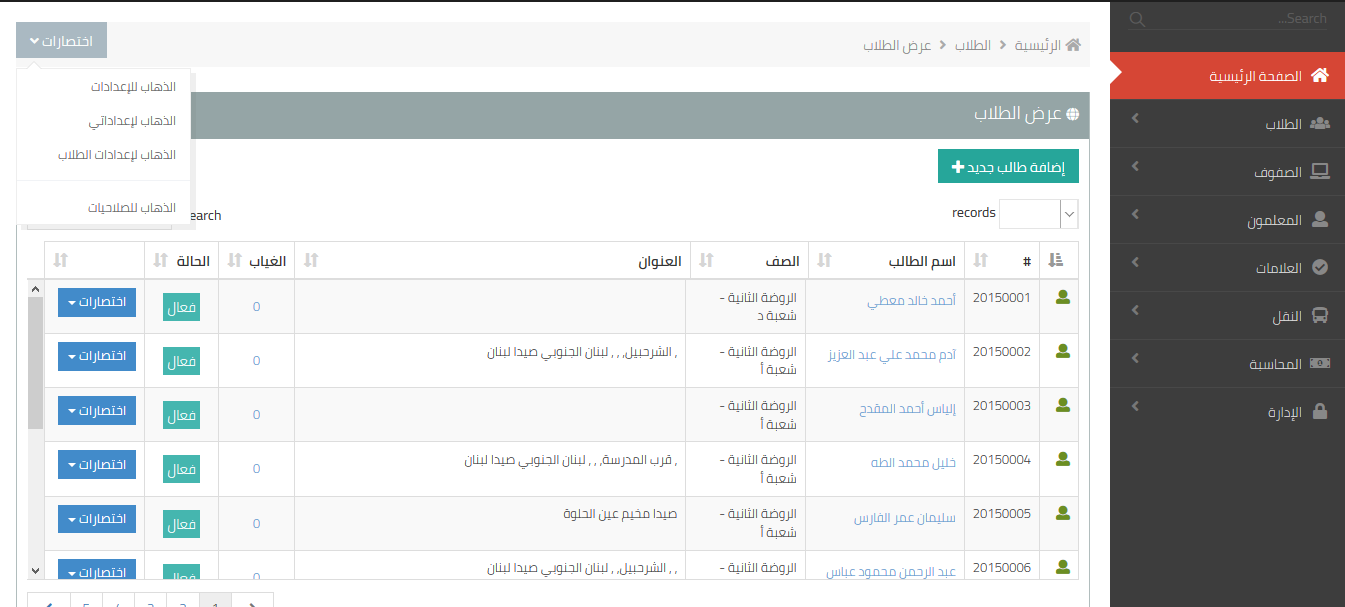 Search...
الصفحة الرئيسية
الطلاب
الصفوف
المعلمون
العلامات
النقل
المحاسبة
الإدارة
الرئيسية
الطلاب
عرض الطلاب
اختصارات
الذهاب للإعدادات
الذهاب لإعداداتي
الذهاب لإعدادات الطلاب
الذهاب للصلاحيات
عرض الطلاب
إضافة طالب جديد
records
earch
# اسم الطالب الصف العنوان الغياب الحالة
20150001 أحمد خالد معطي الروضة الثانية - 0 فعال اختصارات
شعبة د
20150002 آدم محمد علي عبد العزيز الروضة الثانية - , الشرحبيل, , , لبنان الجنوبي صيدا لبنان 0 فعال اختصارات
شعبة أ
20150003 إلياس أحمد المقدح الروضة الثانية - 0 فعال اختصارات
شعبة أ
20150004 خليل محمد الطه الروضة الثانية - , قرب المدرسة, , , لبنان الجنوبي صيدا لبنان 0 فعال اختصارات
شعبة أ
20150005 سليمان عمر الفارس الروضة الثانية - صيدا مخيم عين الحلوة 0 فعال اختصارات
شعبة أ
20150006 عبد الرحمن محمود عباس الروضة الثانية - , , الشرحبيل, , لبنان الجنوبي صيدا لبنان 0 فعال اختصارات
1 2 3 4 5